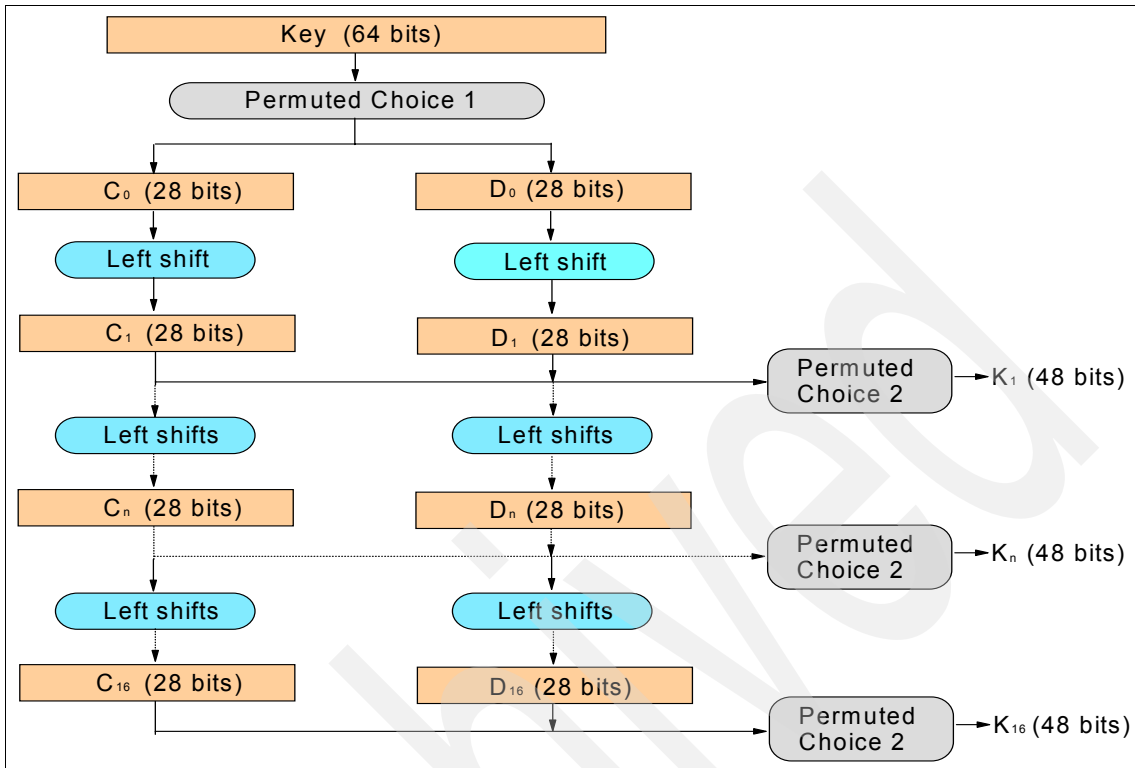 Key (64 bits)
Permuted Choice 1
C₀ (28 bits)
D₀ (28 bits)
Left shift
Left shift
C₁ (28 bits)
D₁ (28 bits)
Permuted
Choice 2
K₁ (48 bits)
Left shifts
Left shifts
Cₙ (28 bits)
Dₙ (28 bits)
Permuted
Choice 2
Kₙ (48 bits)
Left shifts
Left shifts
C₁₆ (28 bits)
D₁₆ (28 bits)
Permuted
Choice 2
K₁₆ (48 bits)